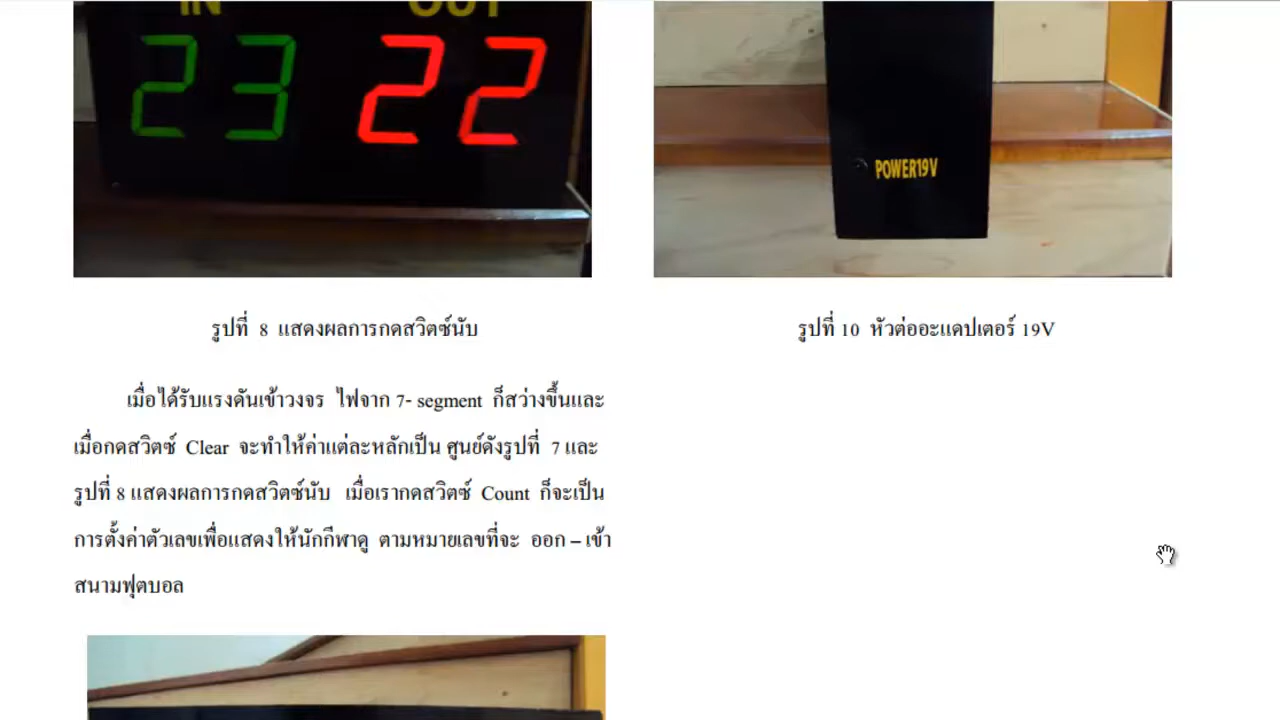 IN OUT
23 22
POWER19V
รูปที่ 8 แสดงผลการกดสวิตซ์นับ
รูปที่ 10 หัวต่ออะแดปเตอร์ 19V
เมื่อได้รับแรงดันเข้าวงจร ไฟจาก 7- segment ก็สว่างขึ้นและ
เมื่อกดสวิตซ์ Clear จะทำให้ค่าแต่ละหลักเป็น ศูนย์ดังรูปที่ 7 และ
รูปที่ 8 แสดงผลการกดสวิตซ์นับ เมื่อเรากดสวิตซ์ Count ก็จะเป็น
การตั้งค่าตัวเลขเพื่อแสดงให้นักกีฬาดู ตามหมายเลขที่จะ ออก – เข้า
สนามฟุตบอล